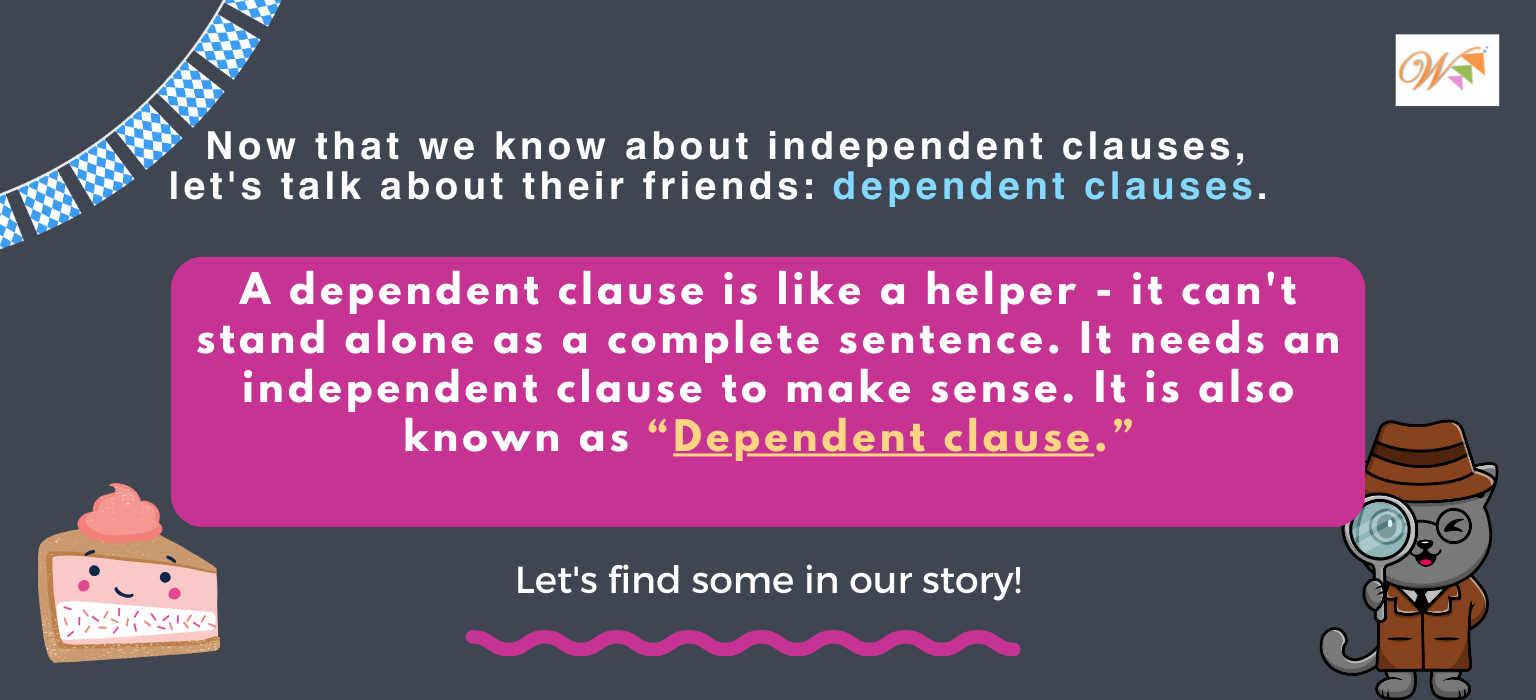 W
Now that we know about independent clauses,
let's talk about their friends: dependent clauses.
A dependent clause is like a helper - it can't
stand alone as a complete sentence. It needs an
independent clause to make sense. It is also
known as “Dependent clause.”
Let's find some in our story!